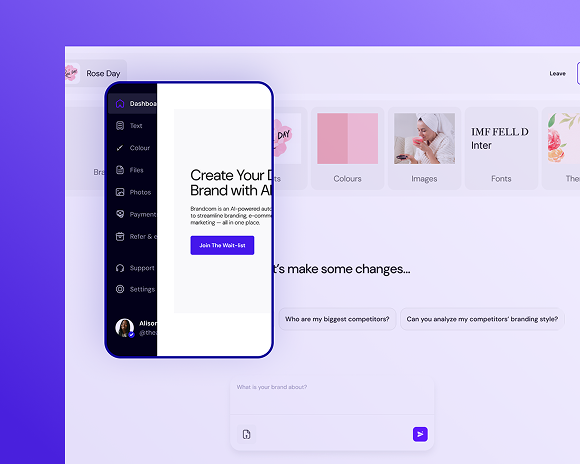 Rose Day
Leave
Dashboa
Text
Colour
Files
Photos
Payment
Refer & e
Support
Settings
Alison
@thea
Create Your D
Brand with AI
Brandcom is an AI-powered auto
to streamline branding, e-comme
marketing — all in one place.
Join The Wait-list
Bra
DAY
ts
Colours
Images
IMF FELL D
Inter
Fonts
The
t's make some changes...
Who are my biggest competitors?
Can you analyze my competitors' branding style?
What is your brand about?